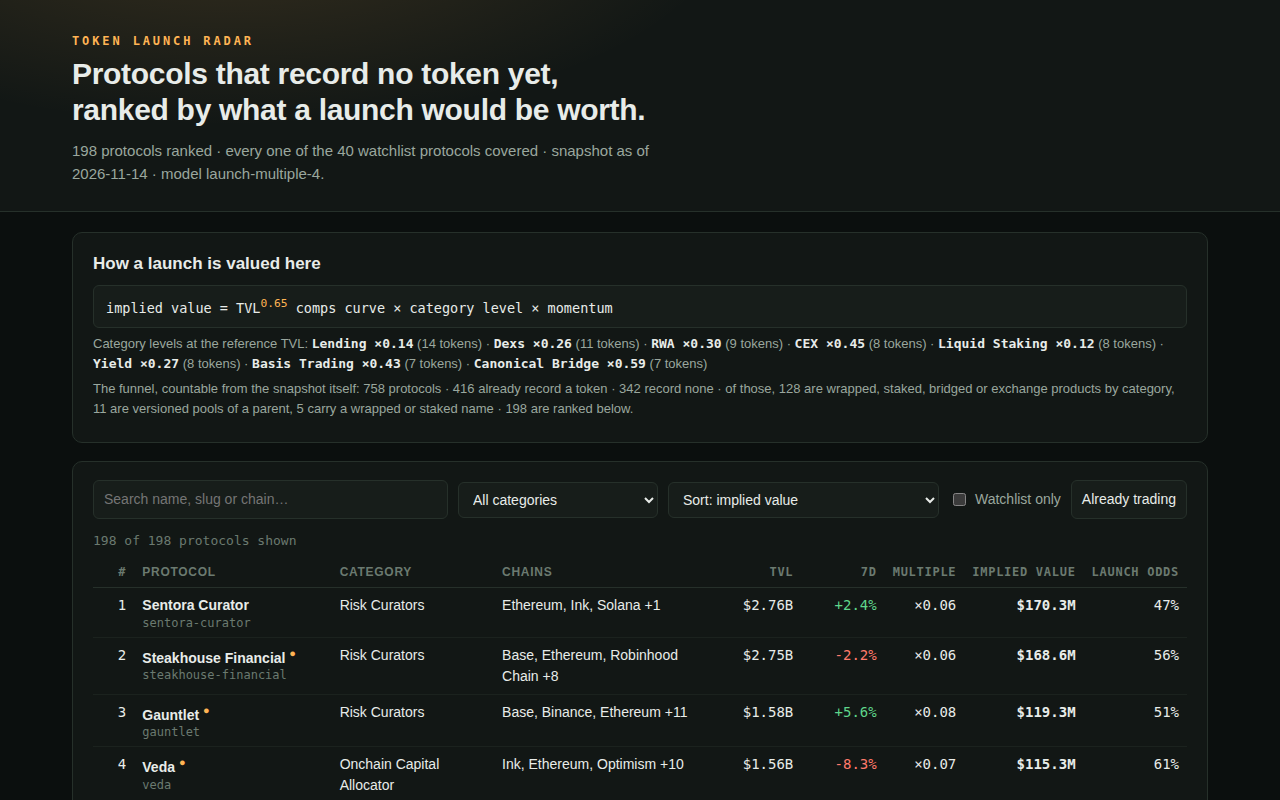 TOKEN LAUNCH RADAR
Protocols that record no token yet,
ranked by what a launch would be worth.
198 protocols ranked · every one of the 40 watchlist protocols covered · snapshot as of
2026-11-14 · model launch-multiple-4.
How a launch is valued here
implied value = TVL0.65 comps curve × category level × momentum
Category levels at the reference TVL: Lending ×0.14 (14 tokens) · Dexs ×0.26 (11 tokens) · RWA ×0.30 (9 tokens) · CEX ×0.45 (8 tokens) · Liquid Staking ×0.12 (8 tokens) ·
Yield ×0.27 (8 tokens) · Basis Trading ×0.43 (7 tokens) · Canonical Bridge ×0.59 (7 tokens)
The funnel, countable from the snapshot itself: 758 protocols · 416 already record a token · 342 record none · of those, 128 are wrapped, staked, bridged or exchange products by category,
11 are versioned pools of a parent, 5 carry a wrapped or staked name · 198 are ranked below.
Search name, slug or chain… All categories Sort: implied value Watchlist only Already trading
198 of 198 protocols shown
# PROTOCOL CATEGORY CHAINS TVL 7D MULTIPLE IMPLIED VALUE LAUNCH ODDS
1 Sentora Curator Risk Curators Ethereum, Ink, Solana +1 $2.76B +2.4% ×0.06 $170.3M 47%
sentora-curator
2 Steakhouse Financial Risk Curators Base, Ethereum, Robinhood $2.75B -2.2% ×0.06 $168.6M 56%
steakhouse-financial Chain +8
3 Gauntlet Risk Curators Base, Binance, Ethereum +11 $1.58B +5.6% ×0.08 $119.3M 51%
gauntlet
4 Veda Onchain Capital Ink, Ethereum, Optimism +10 $1.56B -8.3% ×0.07 $115.3M 61%
veda Allocator